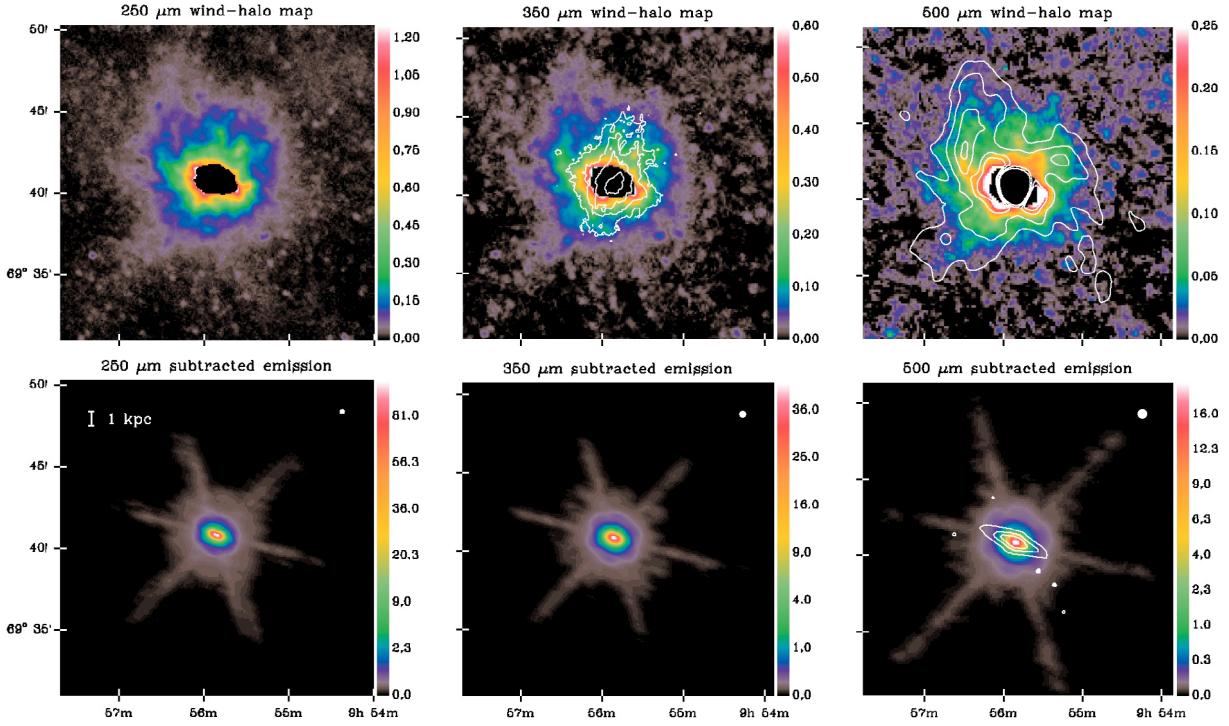 250 μm wind-halo map
350 μm wind-halo map
500 μm wind-halo map
50'
45'
40'
69° 35'
1.20
1.05
0.90
0.75
0.60
0.45
0.30
0.15
0.00
0.60
0.50
0.40
0.30
0.20
0.10
0.00
0.25
0.20
0.15
0.10
0.05
0.00
250 μm subtracted emission
350 μm subtracted emission
500 μm subtracted emission
50'
45'
40'
69° 35'
1 kpc
81.0
56.3
36.0
20.3
9.0
2.3
0.0
36.0
25.0
16.0
9.0
4.0
1.0
0.0
16.0
12.3
9.0
6.3
4.0
2.3
1.0
0.3
0.0
57m
56m
55m
9h 54m
57m
56m
55m
9h 54m
57m
56m
55m
9h 54m